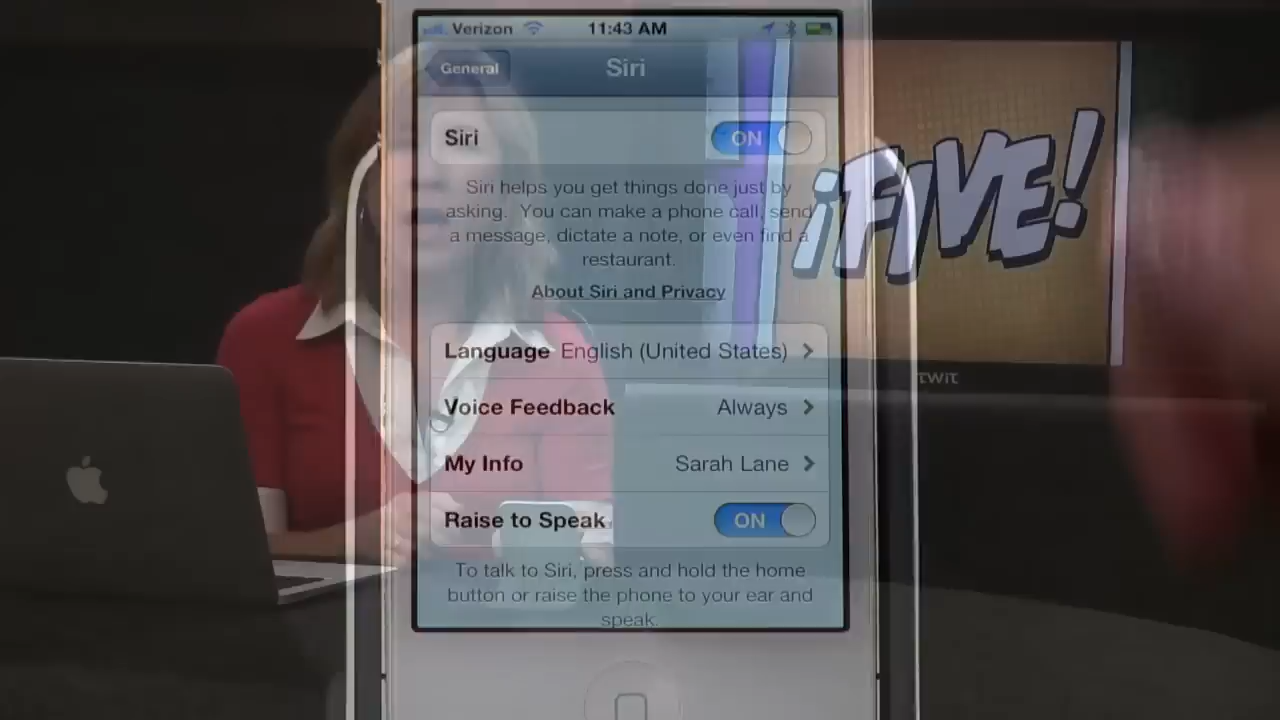 Verizon 11:43 AM
General Siri
Siri ON
Siri helps you get things done just by
asking. You can make a phone call, send
a message, dictate a note, or even find a
restaurant.
About Siri and Privacy
Language English (United States)
Voice Feedback Always
My Info Sarah Lane
Raise to Speak ON
To talk to Siri, press and hold the home
button or raise the phone to your ear and
speak.
iFIVE!
TWiT